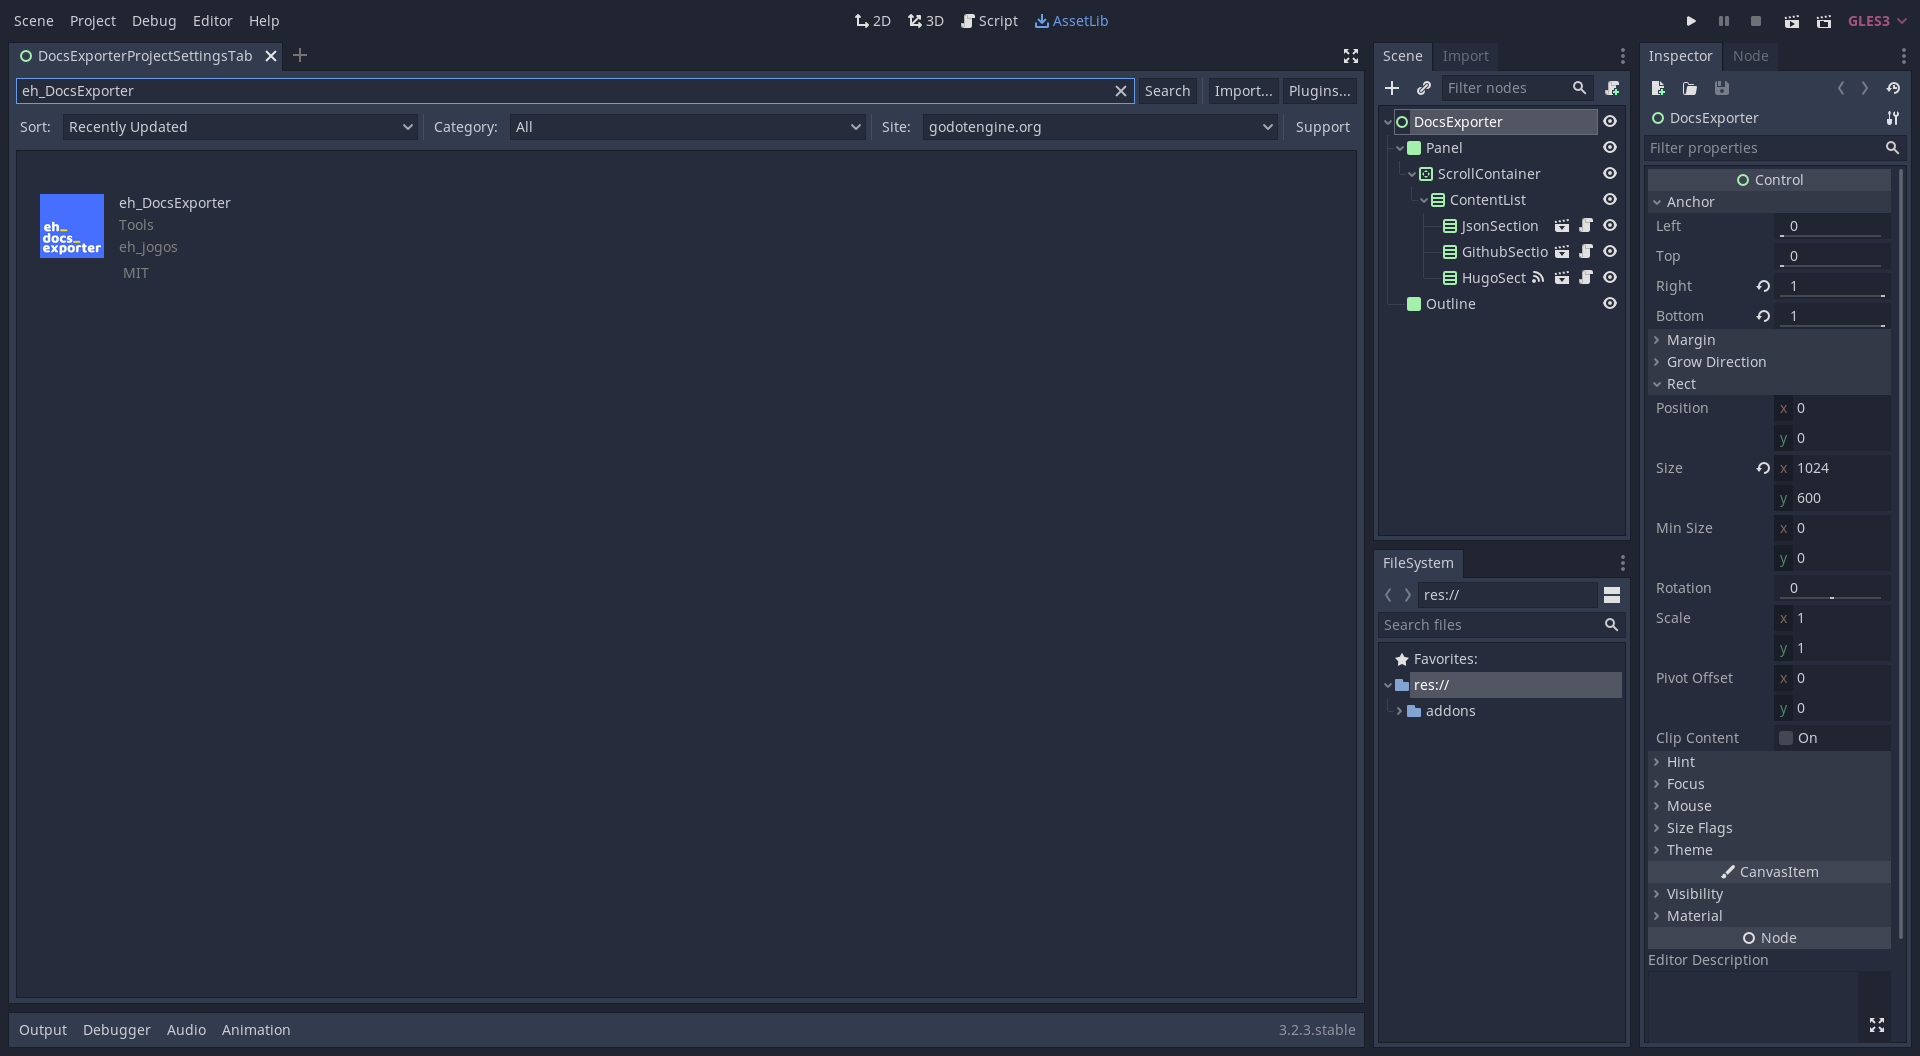 Scene Project Debug Editor Help
2D 3D Script AssetLib
GLES3
DocsExporterProjectSettingsTab
eh_DocsExporter
Search Import... Plugins...
Sort: Recently Updated Category: All Site: godotengine.org Support
eh_
docs_
exporter
eh_DocsExporter
Tools
eh_jogos
MIT
Output Debugger Audio Animation
3.2.3.stable
Scene Import
Filter nodes
DocsExporter
Panel
ScrollContainer
ContentList
JsonSection
GithubSectio
HugoSect
Outline
FileSystem
res://
Search files
Favorites:
res://
addons
Inspector Node
DocsExporter
Filter properties
Control
Anchor
Left 0
Top 0
Right 1
Bottom 1
Margin
Grow Direction
Rect
Position x 0
y 0
Size x 1024
y 600
Min Size x 0
y 0
Rotation 0
Scale x 1
y 1
Pivot Offset x 0
y 0
Clip Content On
Hint
Focus
Mouse
Size Flags
Theme
CanvasItem
Visibility
Material
Node
Editor Description